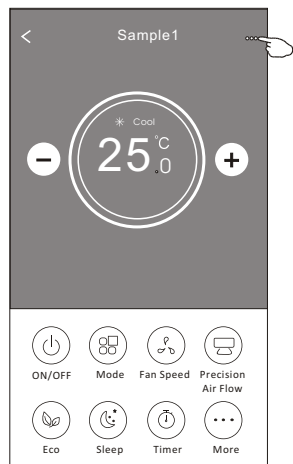 Sample1
Cool
25.0°C
ON/OFF Mode Fan Speed Precision Air Flow
Eco Sleep Timer More